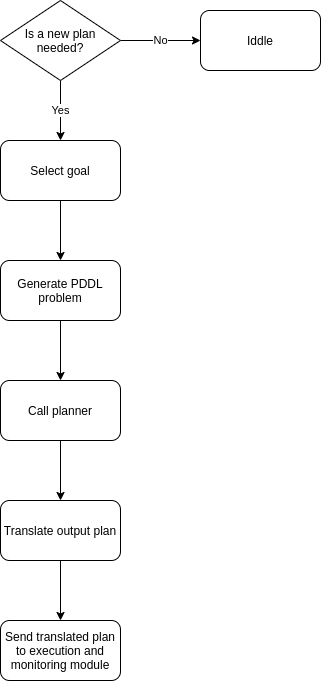 Is a new plan
needed?
No
Iddle
Yes
Select goal
Generate PDDL
problem
Call planner
Translate output plan
Send translated plan
to execution and
monitoring module